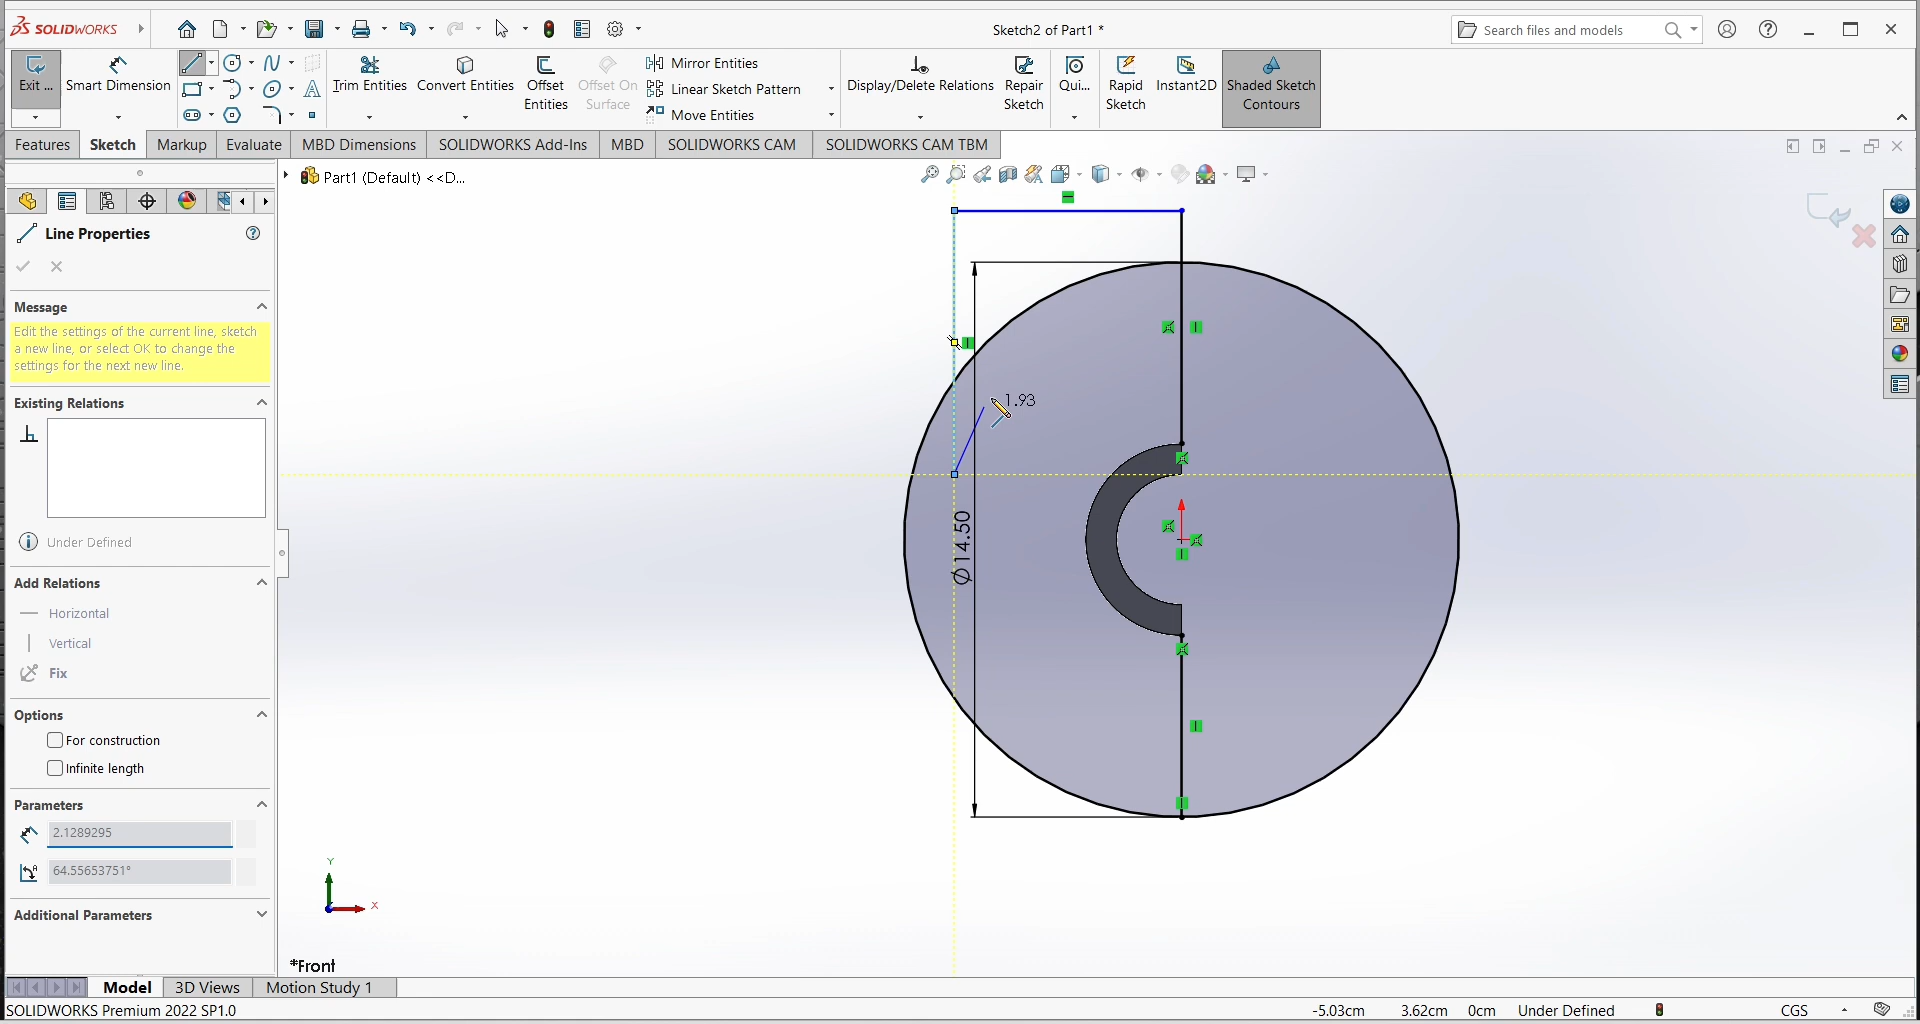 SOLIDWORKS
Sketch2 of Part1 *
Search files and models
Exit ...
Smart Dimension
Trim Entities
Convert Entities
Offset
Entities
Offset On
Surface
Mirror Entities
Linear Sketch Pattern
Move Entities
Display/Delete Relations
Repair
Sketch
Qui...
Rapid
Sketch
Instant2D
Shaded Sketch
Contours
Features
Sketch
Markup
Evaluate
MBD Dimensions
SOLIDWORKS Add-Ins
MBD
SOLIDWORKS CAM
SOLIDWORKS CAM TBM
Part1 (Default) <<D...
Line Properties
Message
Edit the settings of the current line, sketch
a new line, or select OK to change the
settings for the next new line.
Existing Relations
Under Defined
Add Relations
Horizontal
Vertical
Fix
Options
For construction
Infinite length
Parameters
2.1289295
64.55653751°
Additional Parameters
1.93
Ø14.50
Y
X
*Front
Model
3D Views
Motion Study 1
SOLIDWORKS Premium 2022 SP1.0
-5.03cm
3.62cm
0cm
Under Defined
CGS